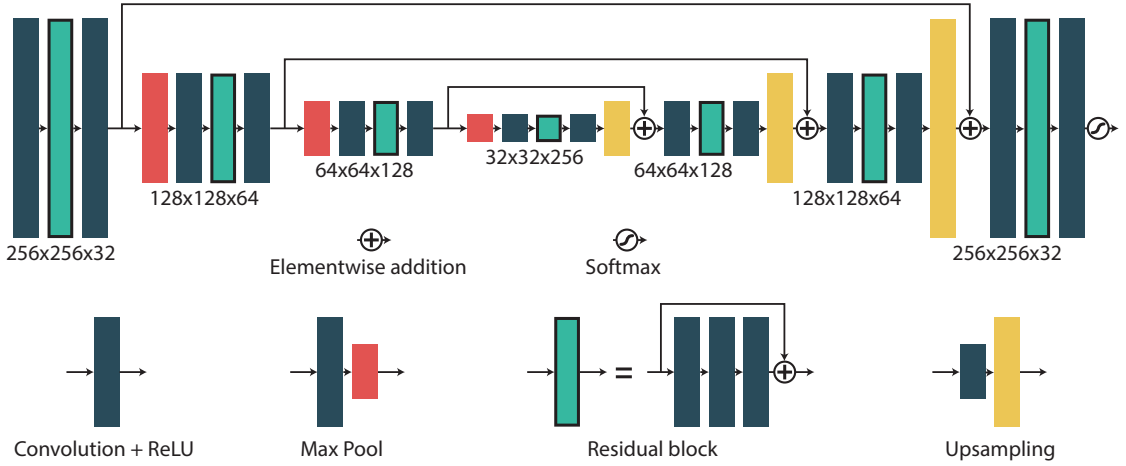 32x32x256
64x64x128
64x64x128
128x128x64
128x128x64
256x256x32
256x256x32
Elementwise addition
Softmax
=
Convolution + ReLU
Max Pool
Residual block
Upsampling